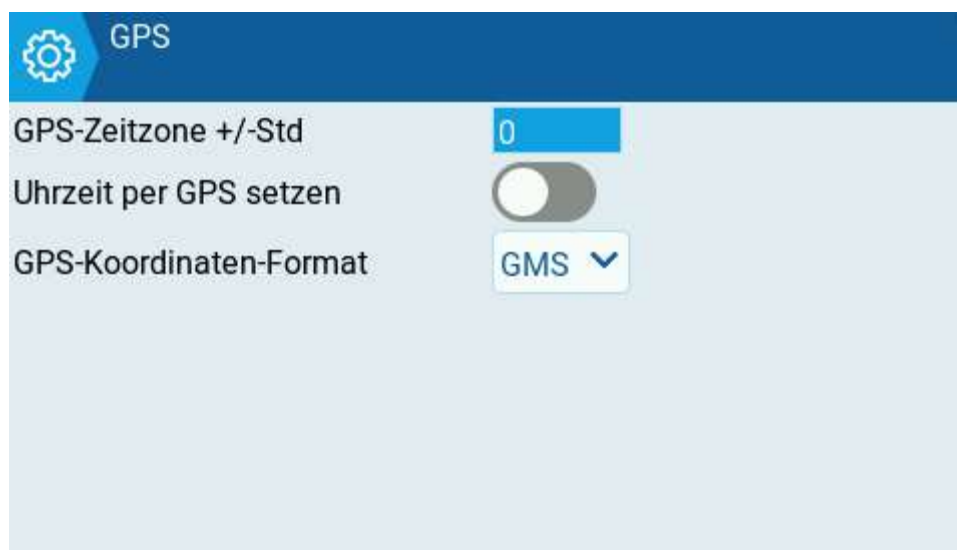 GPS
GPS-Zeitzone +/-Std 0
Uhrzeit per GPS setzen
GPS-Koordinaten-Format GMS